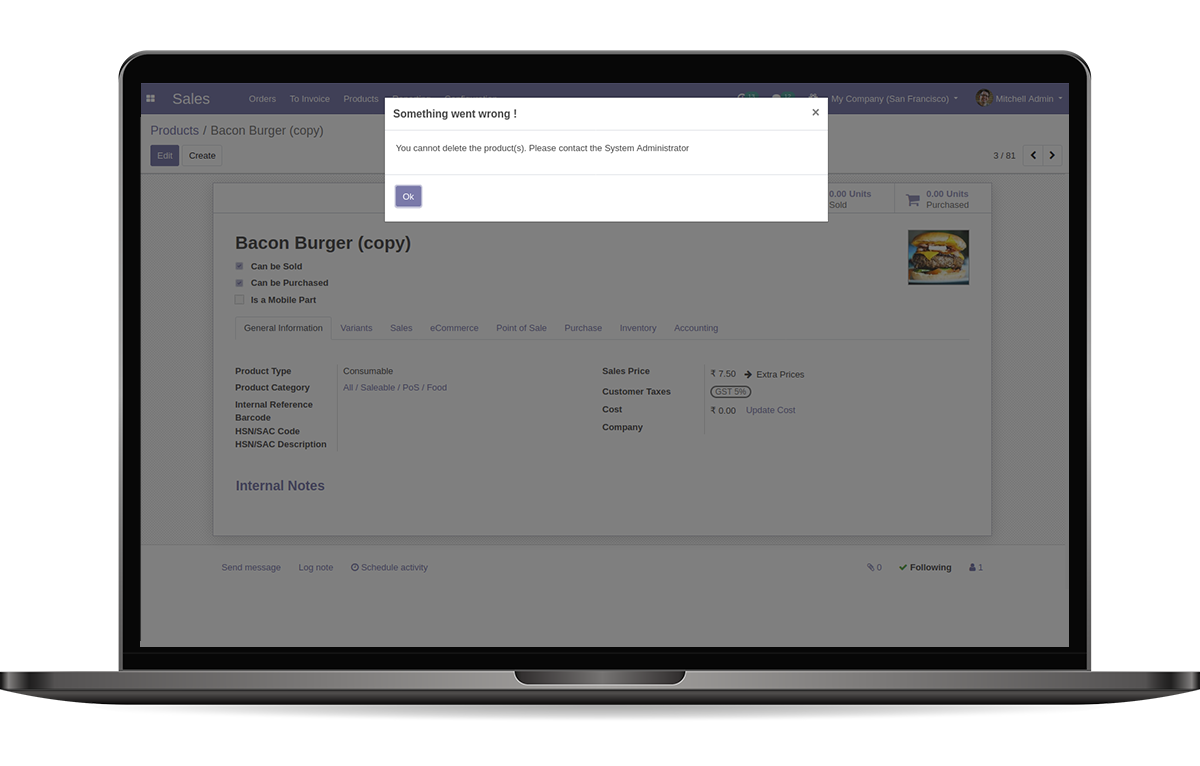 Sales
Orders To Invoice Products Reporting Configuration
My Company (San Francisco) Mitchell Admin
Something went wrong ! ×
Products / Bacon Burger (copy)
You cannot delete the product(s). Please contact the System Administrator
Edit Create
3 / 81
Ok
0.00 Units
Sold
0.00 Units
Purchased
Bacon Burger (copy)
Can be Sold
Can be Purchased
Is a Mobile Part
General Information Variants Sales eCommerce Point of Sale Purchase Inventory Accounting
Product Type Consumable
Product Category All / Saleable / PoS / Food
Internal Reference
Barcode
HSN/SAC Code
HSN/SAC Description
Sales Price ₹ 7.50 Extra Prices
Customer Taxes GST 5%
Cost ₹ 0.00 Update Cost
Company
Internal Notes
Send message Log note Schedule activity
0 Following 1